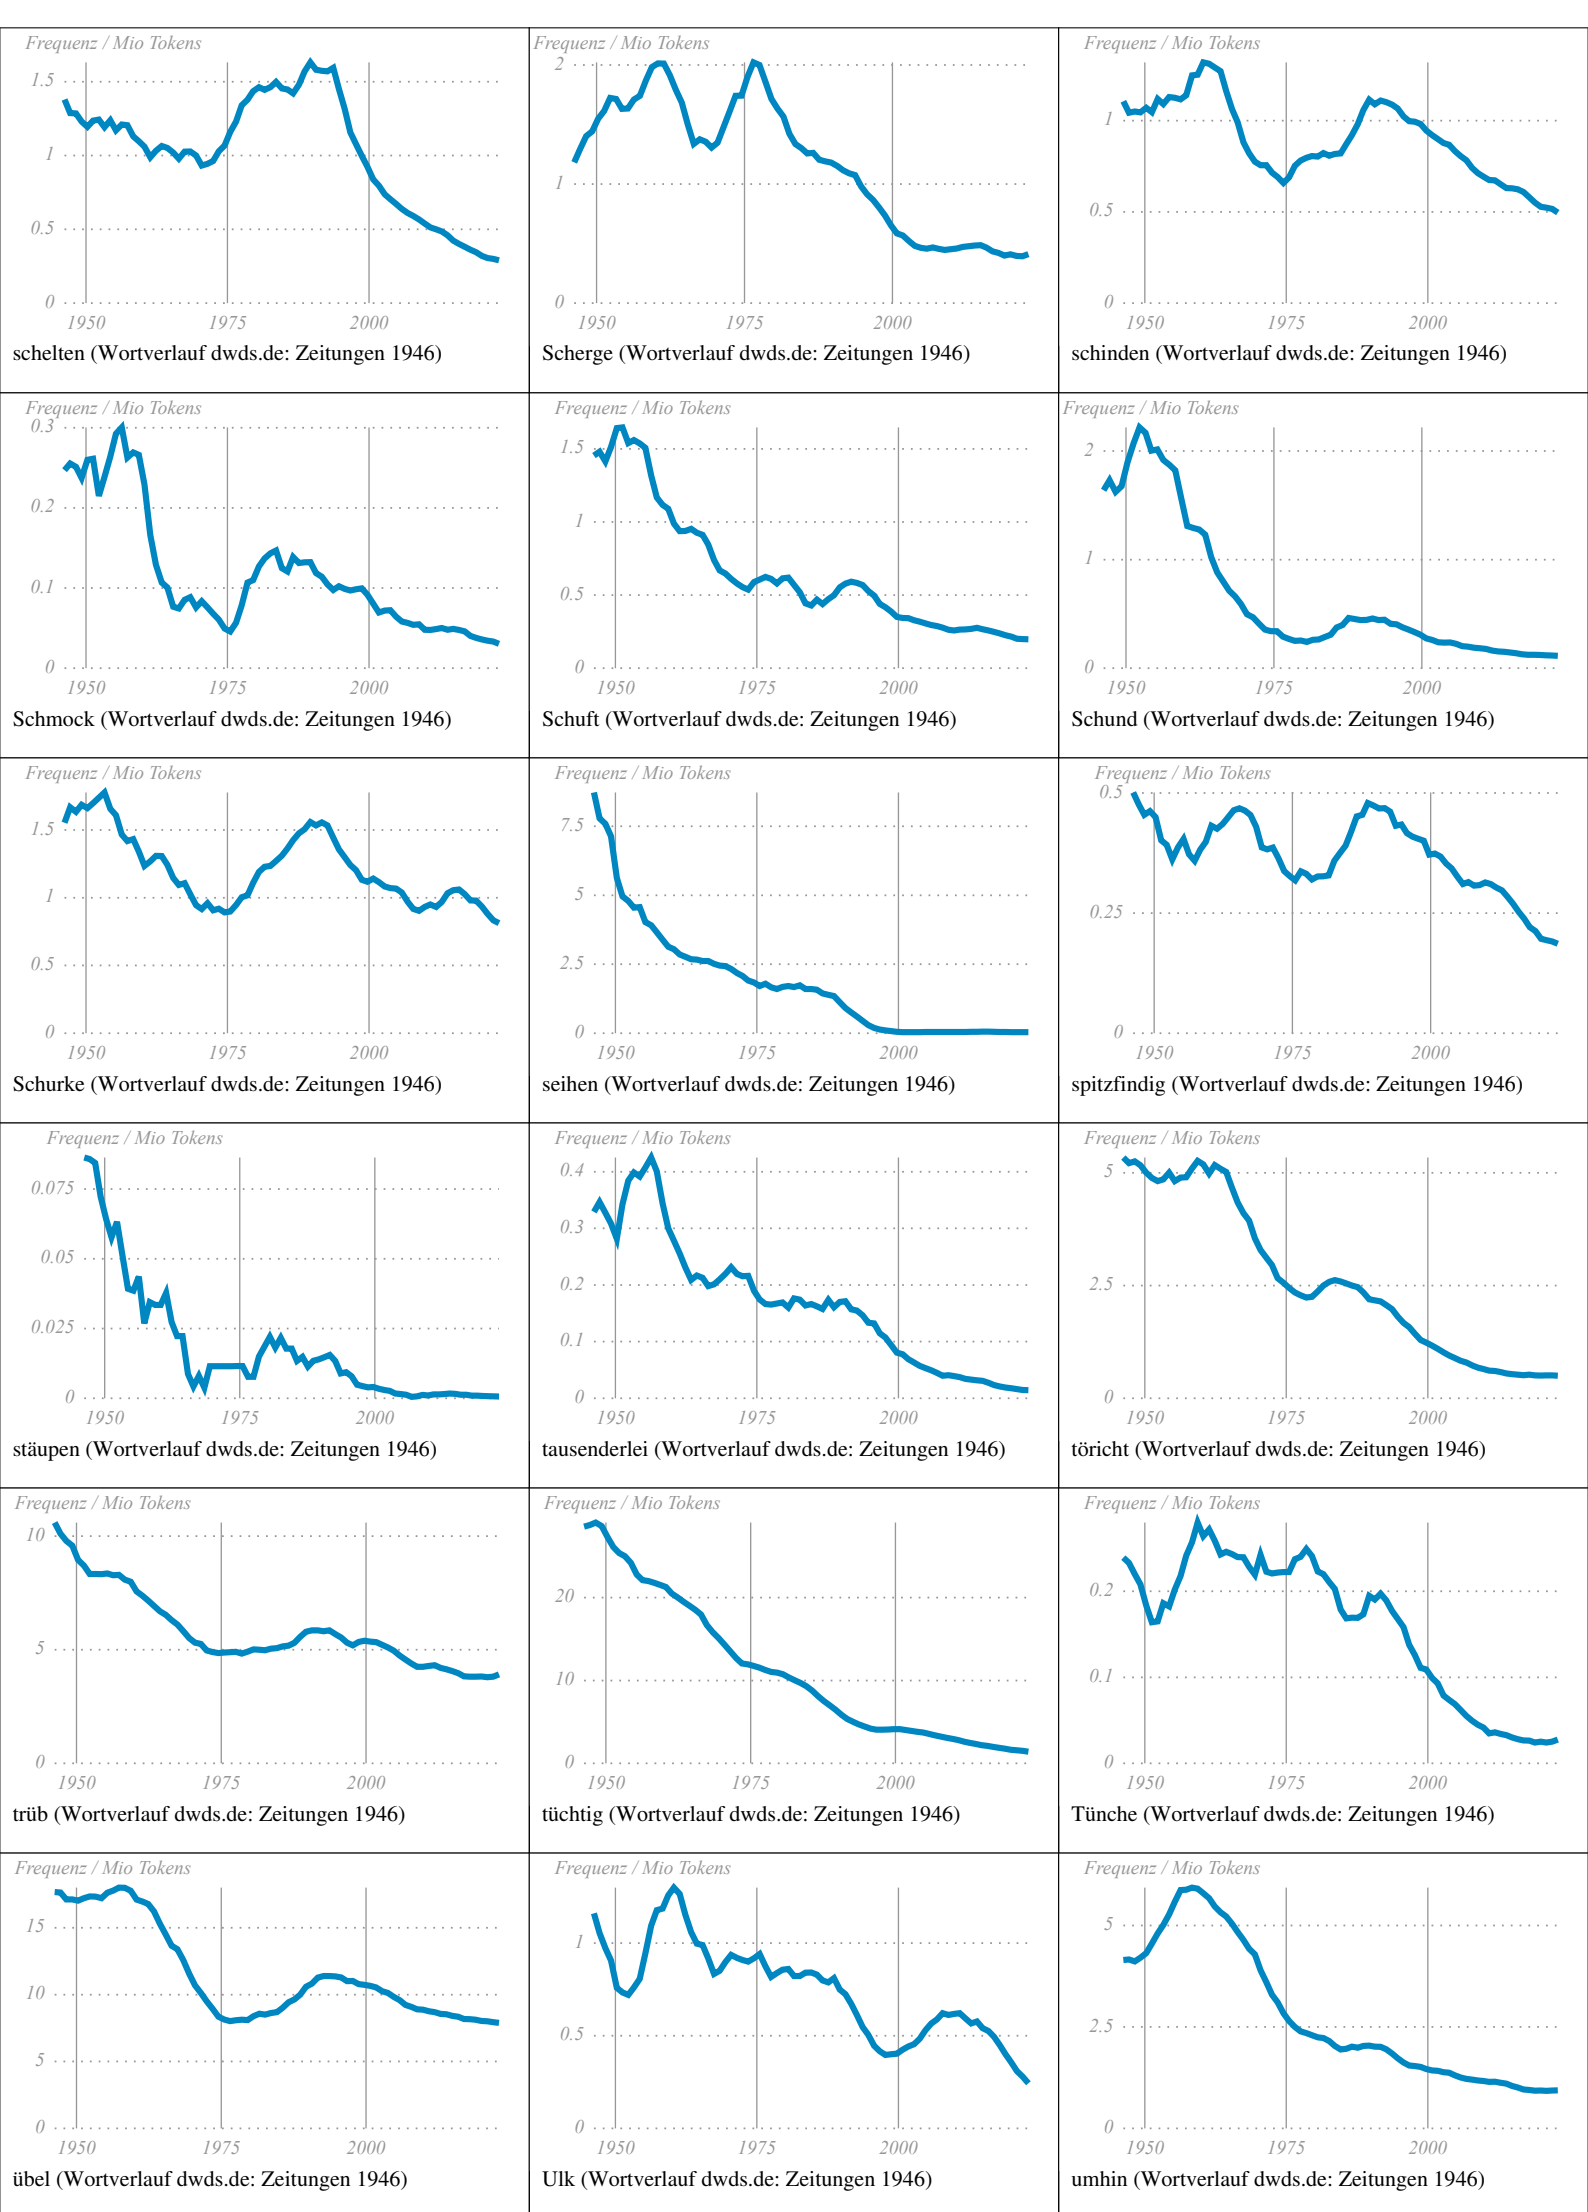 Frequenz / Mio Tokens
1.5
1
0.5
0
1950 1975 2000
schelten (Wortverlauf dwds.de: Zeitungen 1946)
Frequenz / Mio Tokens
2
1
0
1950 1975 2000
Scherge (Wortverlauf dwds.de: Zeitungen 1946)
Frequenz / Mio Tokens
1
0.5
0
1950 1975 2000
schinden (Wortverlauf dwds.de: Zeitungen 1946)
Frequenz / Mio Tokens
0.3
0.2
0.1
0
1950 1975 2000
Schmock (Wortverlauf dwds.de: Zeitungen 1946)
Frequenz / Mio Tokens
1.5
1
0.5
0
1950 1975 2000
Schuft (Wortverlauf dwds.de: Zeitungen 1946)
Frequenz / Mio Tokens
2
1
0
1950 1975 2000
Schund (Wortverlauf dwds.de: Zeitungen 1946)
Frequenz / Mio Tokens
1.5
1
0.5
0
1950 1975 2000
Schurke (Wortverlauf dwds.de: Zeitungen 1946)
Frequenz / Mio Tokens
7.5
5
2.5
0
1950 1975 2000
seihen (Wortverlauf dwds.de: Zeitungen 1946)
Frequenz / Mio Tokens
0.5
0.25
0
1950 1975 2000
spitzfindig (Wortverlauf dwds.de: Zeitungen 1946)
Frequenz / Mio Tokens
0.075
0.05
0.025
0
1950 1975 2000
stäupen (Wortverlauf dwds.de: Zeitungen 1946)
Frequenz / Mio Tokens
0.4
0.3
0.2
0.1
0
1950 1975 2000
tausenderlei (Wortverlauf dwds.de: Zeitungen 1946)
Frequenz / Mio Tokens
5
2.5
0
1950 1975 2000
töricht (Wortverlauf dwds.de: Zeitungen 1946)
Frequenz / Mio Tokens
10
5
0
1950 1975 2000
trüb (Wortverlauf dwds.de: Zeitungen 1946)
Frequenz / Mio Tokens
20
10
0
1950 1975 2000
tüchtig (Wortverlauf dwds.de: Zeitungen 1946)
Frequenz / Mio Tokens
0.2
0.1
0
1950 1975 2000
Tünche (Wortverlauf dwds.de: Zeitungen 1946)
Frequenz / Mio Tokens
15
10
5
0
1950 1975 2000
übel (Wortverlauf dwds.de: Zeitungen 1946)
Frequenz / Mio Tokens
1
0.5
0
1950 1975 2000
Ulk (Wortverlauf dwds.de: Zeitungen 1946)
Frequenz / Mio Tokens
5
2.5
0
1950 1975 2000
umhin (Wortverlauf dwds.de: Zeitungen 1946)